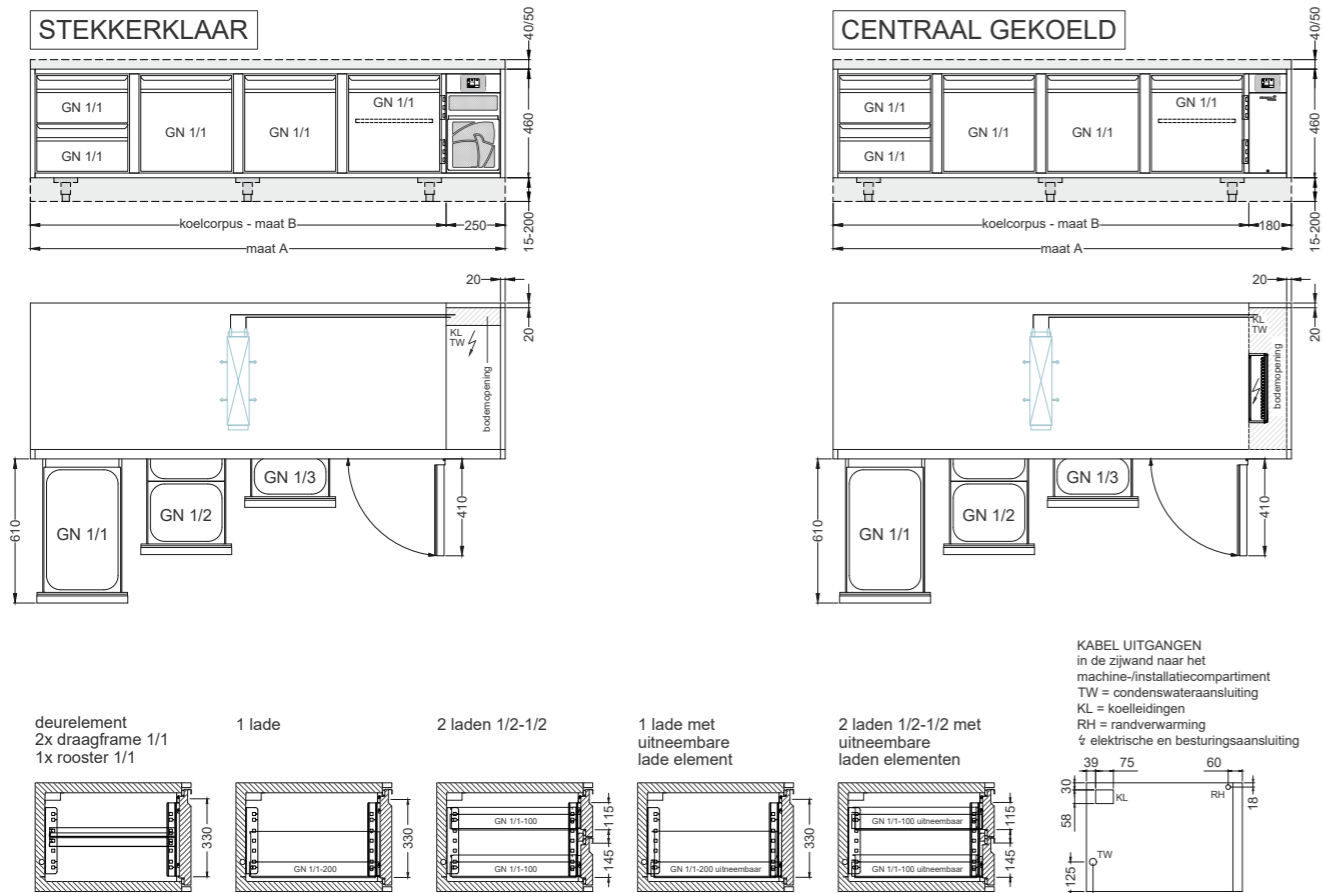 STEKKERKLAAR
GN 1/1
GN 1/1
GN 1/1
GN 1/1
GN 1/1
40/50
460
15-200
koelcorpus - maat B
250
maat A
20
20
KL
TW
bodemopening
GN 1/1
GN 1/2
GN 1/3
610
410
CENTRAAL GEKOELD
GN 1/1
GN 1/1
GN 1/1
GN 1/1
GN 1/1
40/50
460
15-200
koelcorpus - maat B
180
maat A
20
20
KL
TW
bodemopening
GN 1/1
GN 1/2
GN 1/3
610
410
deurelement
2x draagframe 1/1
1x rooster 1/1
330
1 lade
GN 1/1-200
330
2 laden 1/2-1/2
GN 1/1-100
GN 1/1-100
115
145
1 lade met
uitneembare
lade element
GN 1/1-200 uitneembaar
330
2 laden 1/2-1/2 met
uitneembare
laden elementen
GN 1/1-100 uitneembaar
GN 1/1-100 uitneembaar
115
145
KABEL UITGANGEN
in de zijwand naar het
machine-/installatiecompartiment
TW = condenswateraansluiting
KL = koelleidingen
RH = randverwarming
elektrische en besturingsaansluiting
39
75
60
30
KL
RH
18
58
TW
125